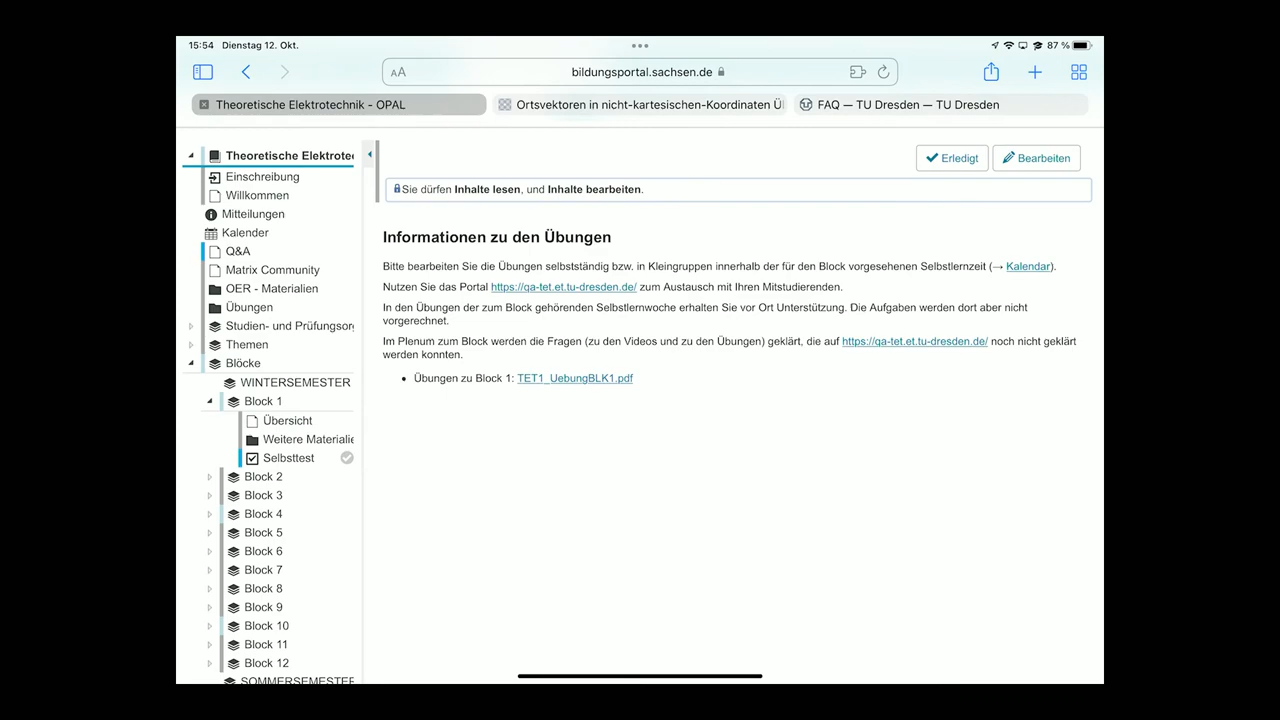 15:54 Dienstag 12. Okt.
87 %
AA
bildungsportal.sachsen.de
Theoretische Elektrotechnik - OPAL
Ortsvektoren in nicht-kartesischen-Koordinaten Ü
FAQ — TU Dresden — TU Dresden
Theoretische Elektrote
Einschreibung
Willkommen
Mitteilungen
Kalender
Q&A
Matrix Community
OER - Materialien
Übungen
Studien- und Prüfungsor
Themen
Blöcke
WINTERSEMESTER
Block 1
Übersicht
Weitere Materialie
Selbsttest
Block 2
Block 3
Block 4
Block 5
Block 6
Block 7
Block 8
Block 9
Block 10
Block 11
Block 12
SOMMERSEMESTER
Erledigt
Bearbeiten
Sie dürfen Inhalte lesen, und Inhalte bearbeiten.
Informationen zu den Übungen
Bitte bearbeiten Sie die Übungen selbstständig bzw. in Kleingruppen innerhalb der für den Block vorgesehenen Selbstlernzeit (→ Kalendar).
Nutzen Sie das Portal https://qa-tet.et.tu-dresden.de/ zum Austausch mit Ihren Mitstudierenden.
In den Übungen der zum Block gehörenden Selbstlernwoche erhalten Sie vor Ort Unterstützung. Die Aufgaben werden dort aber nicht
vorgerechnet.
Im Plenum zum Block werden die Fragen (zu den Videos und zu den Übungen) geklärt, die auf https://qa-tet.et.tu-dresden.de/ noch nicht geklärt
werden konnten.
• Übungen zu Block 1: TET1_UebungBLK1.pdf